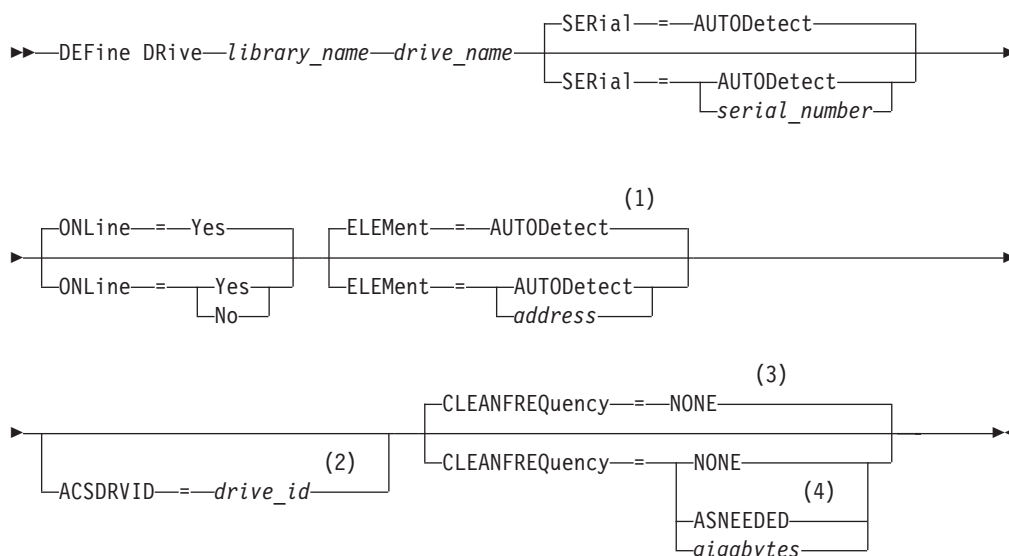 SERial = AUTODetect
DEFine DRive library_name drive_name
SERial = AUTODetect
serial_number
(1)
ONLine = Yes ELEMent = AUTODetect
ONLine = Yes ELEMent = AUTODetect
No address
(3)
CLEANFREQuency = NONE
(2) CLEANFREQuency = NONE
ACSDRVID = drive_id (4)
ASNEEDED
gigabytes